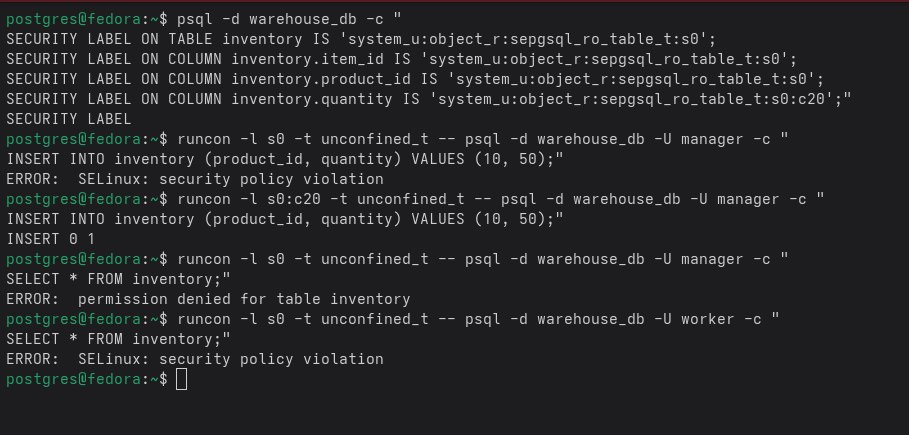 postgres@fedora:~$ psql -d warehouse_db -c "
SECURITY LABEL ON TABLE inventory IS 'system_u:object_r:sepgsql_ro_table_t:s0';
SECURITY LABEL ON COLUMN inventory.item_id IS 'system_u:object_r:sepgsql_ro_table_t:s0';
SECURITY LABEL ON COLUMN inventory.product_id IS 'system_u:object_r:sepgsql_ro_table_t:s0';
SECURITY LABEL ON COLUMN inventory.quantity IS 'system_u:object_r:sepgsql_ro_table_t:s0:c20';"
SECURITY LABEL
postgres@fedora:~$ runcon -l s0 -t unconfined_t -- psql -d warehouse_db -U manager -c "
INSERT INTO inventory (product_id, quantity) VALUES (10, 50);"
ERROR:  SELinux: security policy violation
postgres@fedora:~$ runcon -l s0:c20 -t unconfined_t -- psql -d warehouse_db -U manager -c "
INSERT INTO inventory (product_id, quantity) VALUES (10, 50);"
INSERT 0 1
postgres@fedora:~$ runcon -l s0 -t unconfined_t -- psql -d warehouse_db -U manager -c "
SELECT * FROM inventory;"
ERROR:  permission denied for table inventory
postgres@fedora:~$ runcon -l s0 -t unconfined_t -- psql -d warehouse_db -U worker -c "
SELECT * FROM inventory;"
ERROR:  SELinux: security policy violation
postgres@fedora:~$